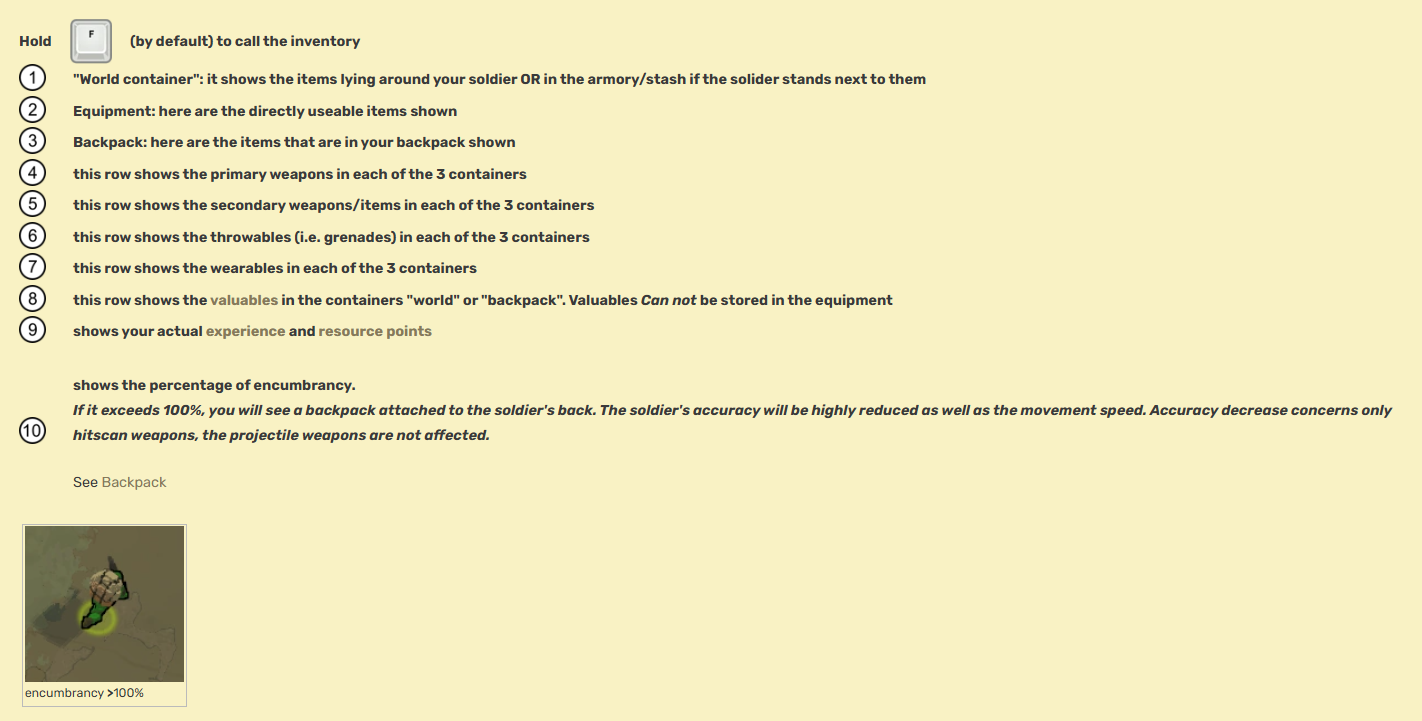 Hold F (by default) to call the inventory
1 "World container": it shows the items lying around your soldier OR in the armory/stash if the solider stands next to them
2 Equipment: here are the directly useable items shown
3 Backpack: here are the items that are in your backpack shown
4 this row shows the primary weapons in each of the 3 containers
5 this row shows the secondary weapons/items in each of the 3 containers
6 this row shows the throwables (i.e. grenades) in each of the 3 containers
7 this row shows the wearables in each of the 3 containers
8 this row shows the valuables in the containers "world" or "backpack". Valuables Can not be stored in the equipment
9 shows your actual experience and resource points
shows the percentage of encumbrancy.
If it exceeds 100%, you will see a backpack attached to the soldier's back. The soldier's accuracy will be highly reduced as well as the movement speed. Accuracy decrease concerns only
10 hitscan weapons, the projectile weapons are not affected.
See Backpack
encumbrancy >100%